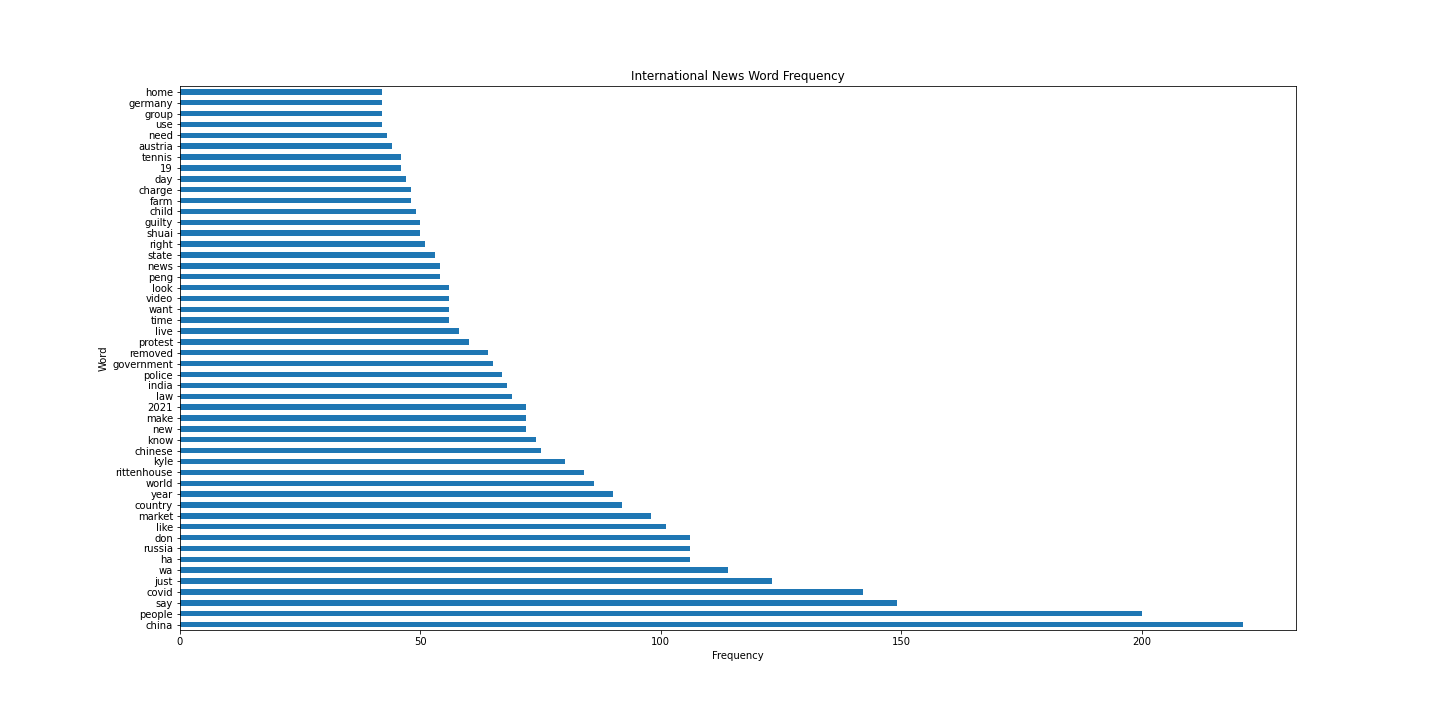 International News Word Frequency
home
germany
group
use
need
austria
tennis
19
day
charge
farm
child
guilty
shuai
right
state
news
peng
look
video
want
time
live
protest
removed
government
police
india
law
2021
make
new
know
chinese
kyle
rittenhouse
world
year
country
market
like
don
russia
ha
wa
just
covid
say
people
china
Word
0 50 100 150 200
Frequency